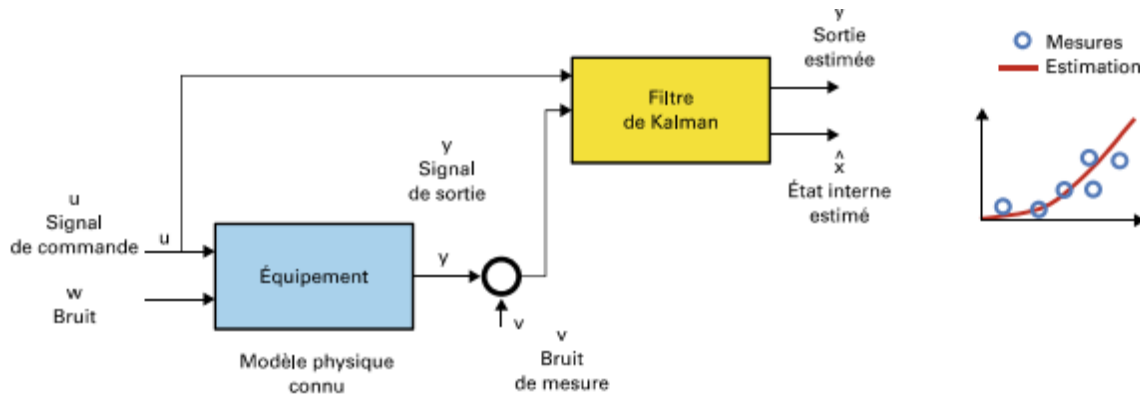 y
Sortie
estimée
Mesures
Estimation
Filtre
de Kalman
y
Signal
de sortie
x̂
État interne
estimé
u
Signal
de commande
u
Équipement
y
w
Bruit
v
v
Bruit
de mesure
Modèle physique
connu